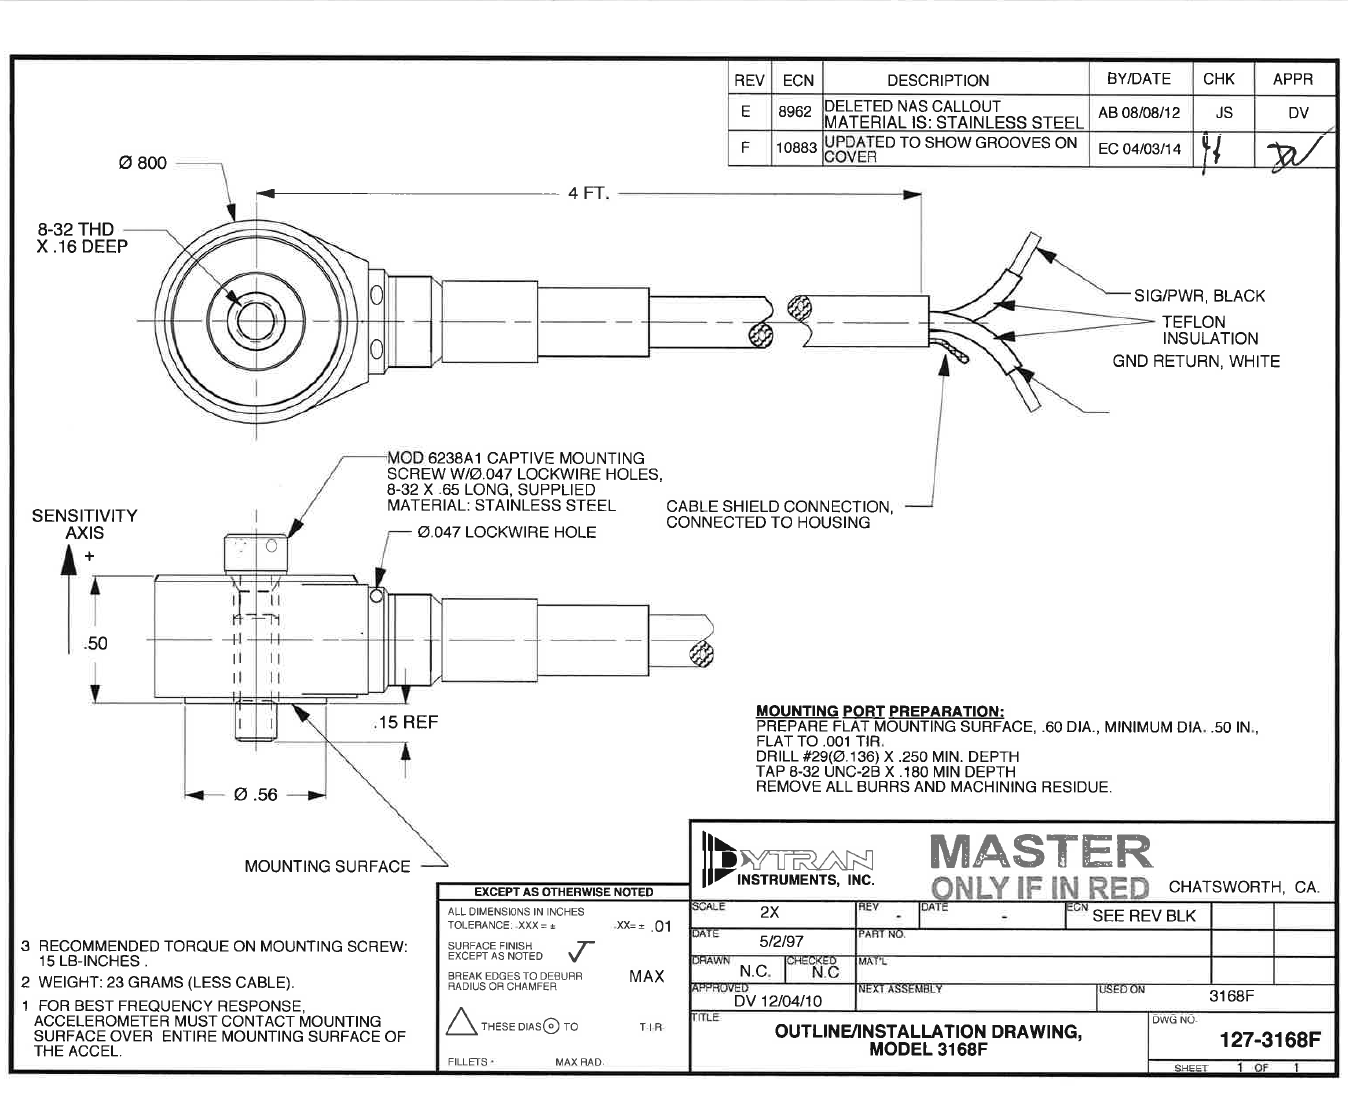 REV ECN DESCRIPTION BY/DATE CHK APPR
E 8962 DELETED NAS CALLOUT
MATERIAL IS: STAINLESS STEEL AB 08/08/12 JS DV
F 10883 UPDATED TO SHOW GROOVES ON
COVER EC 04/03/14
Ø 800
4 FT.
8-32 THD
X .16 DEEP
SIG/PWR, BLACK
TEFLON
INSULATION
GND RETURN, WHITE
MOD 6238A1 CAPTIVE MOUNTING
SCREW W/Ø.047 LOCKWIRE HOLES,
8-32 X .65 LONG, SUPPLIED
MATERIAL: STAINLESS STEEL
CABLE SHIELD CONNECTION,
CONNECTED TO HOUSING
SENSITIVITY
AXIS
+
Ø.047 LOCKWIRE HOLE
.50
.15 REF
Ø .56
MOUNTING SURFACE
MOUNTING PORT PREPARATION:
PREPARE FLAT MOUNTING SURFACE, .60 DIA., MINIMUM DIA. .50 IN.,
FLAT TO .001 TIR.
DRILL #29(Ø.136) X .250 MIN. DEPTH
TAP 8-32 UNC-2B X .180 MIN DEPTH
REMOVE ALL BURRS AND MACHINING RESIDUE.
3 RECOMMENDED TORQUE ON MOUNTING SCREW:
15 LB-INCHES .
2 WEIGHT: 23 GRAMS (LESS CABLE).
1 FOR BEST FREQUENCY RESPONSE,
ACCELEROMETER MUST CONTACT MOUNTING
SURFACE OVER ENTIRE MOUNTING SURFACE OF
THE ACCEL.
EXCEPT AS OTHERWISE NOTED
ALL DIMENSIONS IN INCHES
TOLERANCE: .XXX = ± .XX= ± .01
SURFACE FINISH
EXCEPT AS NOTED
BREAK EDGES TO DEBURR
RADIUS OR CHAMFER MAX
THESE DIAS TO T-I-R
FILLETS - MAX RAD.
DYTRAN
INSTRUMENTS, INC.
MASTER
ONLY IF IN RED
CHATSWORTH, CA.
SCALE 2X REV - DATE - ECN SEE REV BLK
DATE 5/2/97 PART NO.
DRAWN N.C. CHECKED N.C MAT'L
APPROVED DV 12/04/10 NEXT ASSEMBLY USED ON 3168F
TITLE OUTLINE/INSTALLATION DRAWING,
MODEL 3168F
DWG NO. 127-3168F
SHEET 1 OF 1